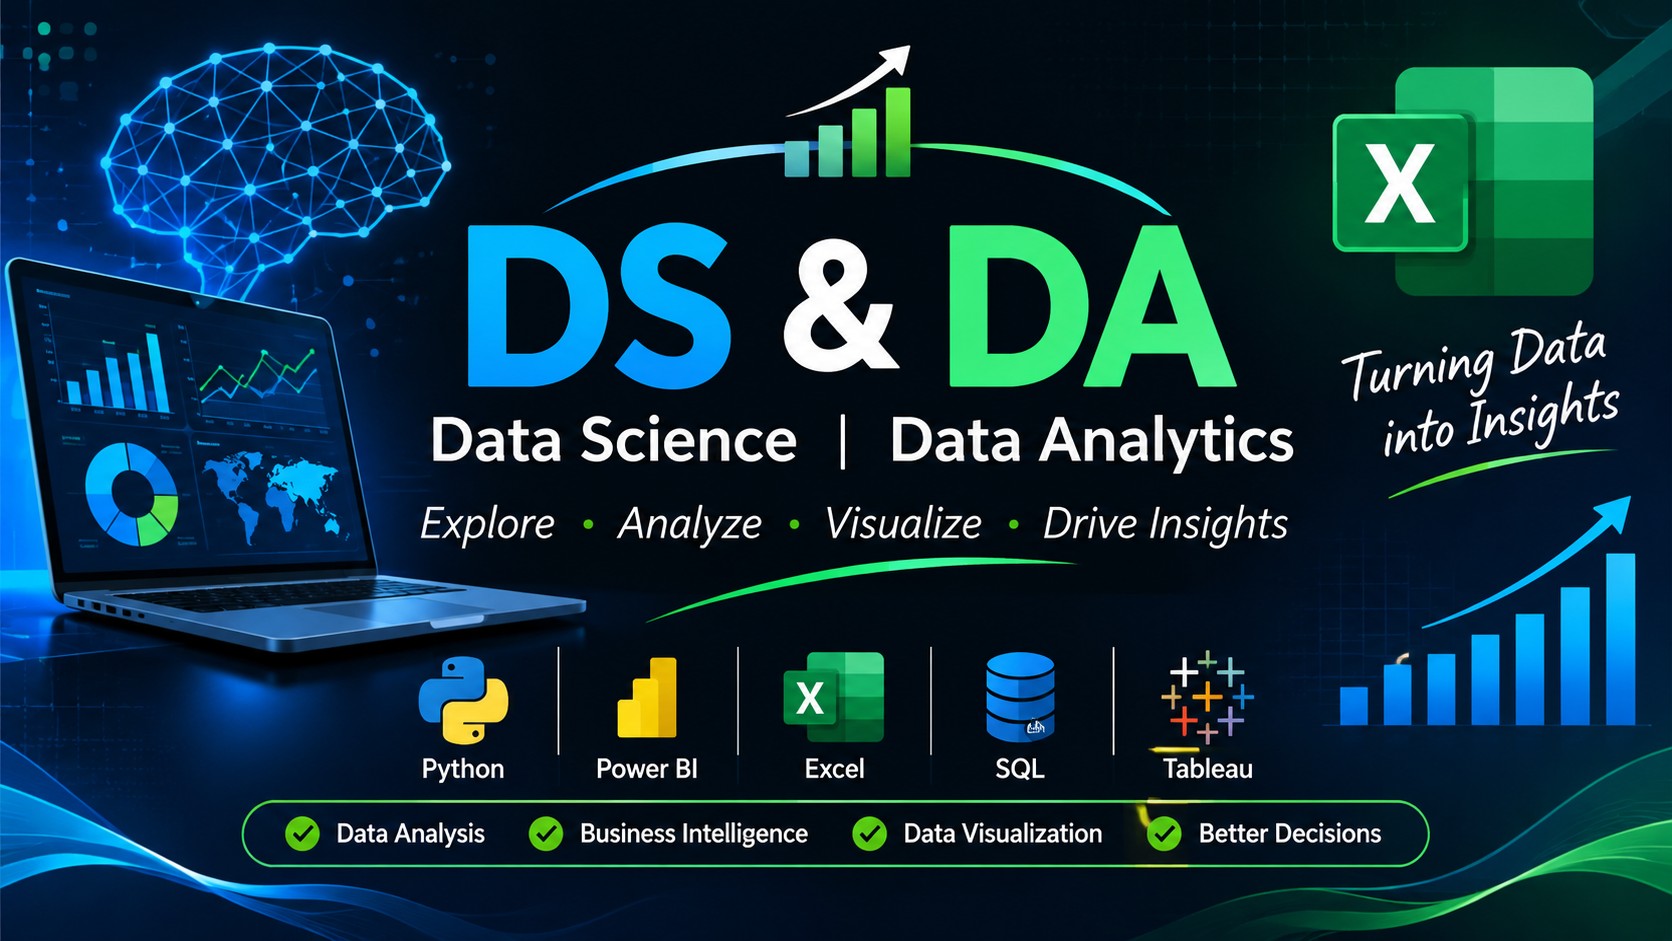 DS & DA
Data Science | Data Analytics
Explore • Analyze • Visualize • Drive Insights
X
Turning Data
into Insights
X
Python
Power BI
Excel
SQL
Tableau
Data Analysis
Business Intelligence
Data Visualization
Better Decisions